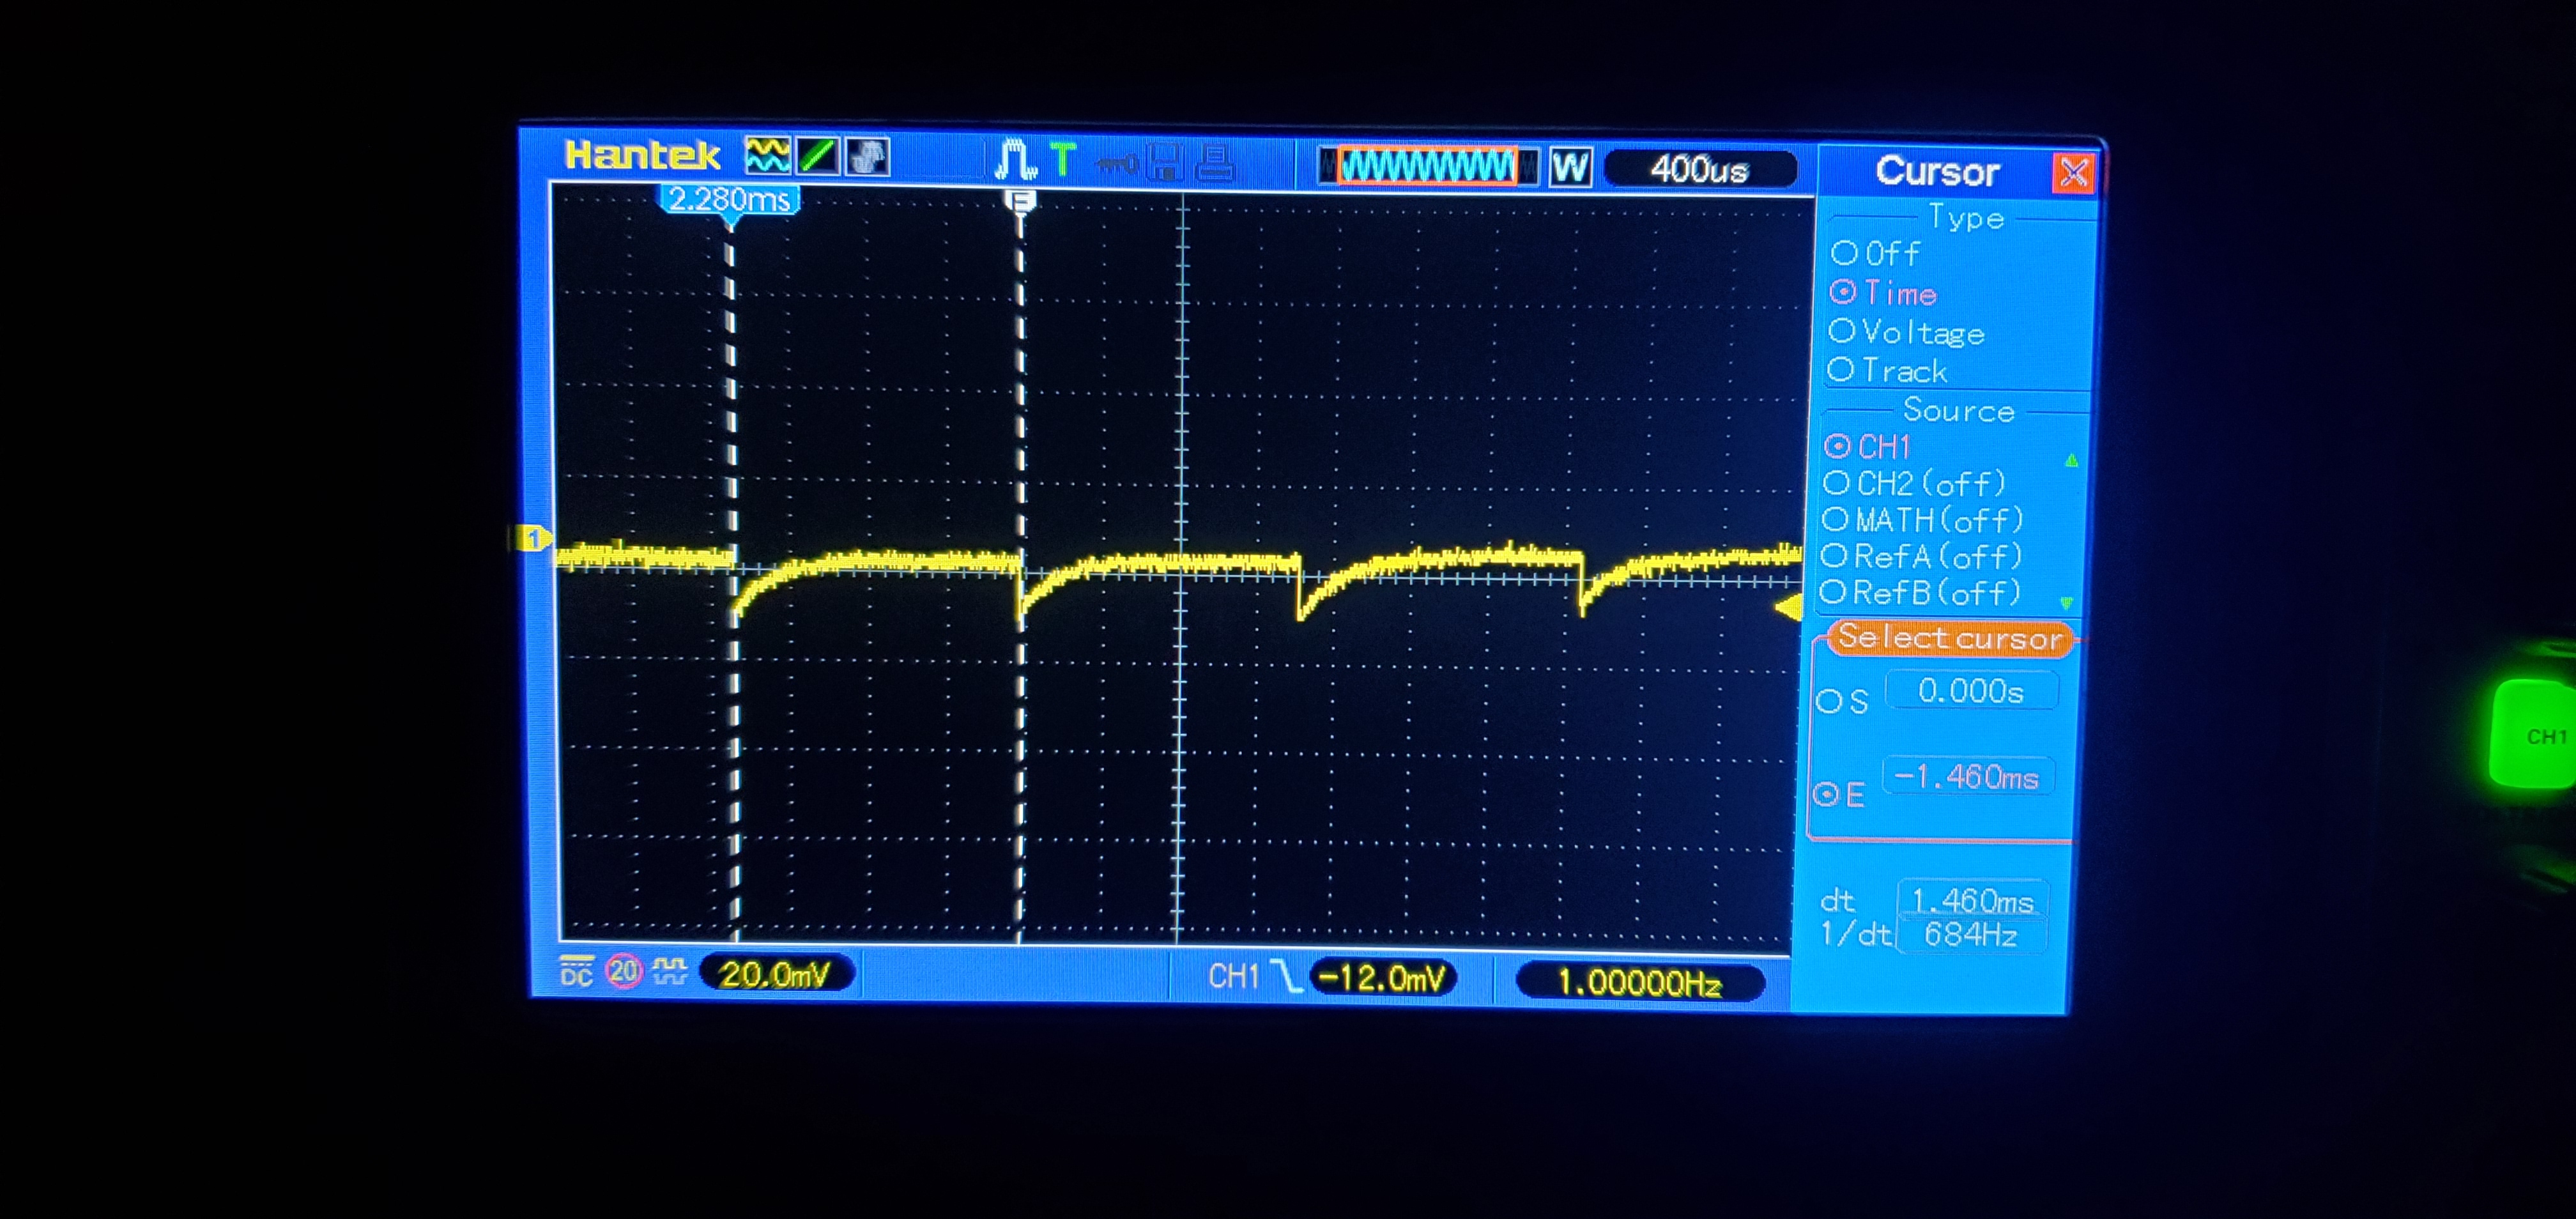 Hantek T W 400us Cursor
2.280ms E
Type
Off
Time
Voltage
Track
Source
1 CH1
CH2(off)
MATH(off)
RefA(off)
RefB(off)
Select cursor
S 0.000s
E -1.460ms
CH1
dt 1.460ms
1/dt 684Hz
DC 20 20.0mV CH1 -12.0mV 1.00000Hz